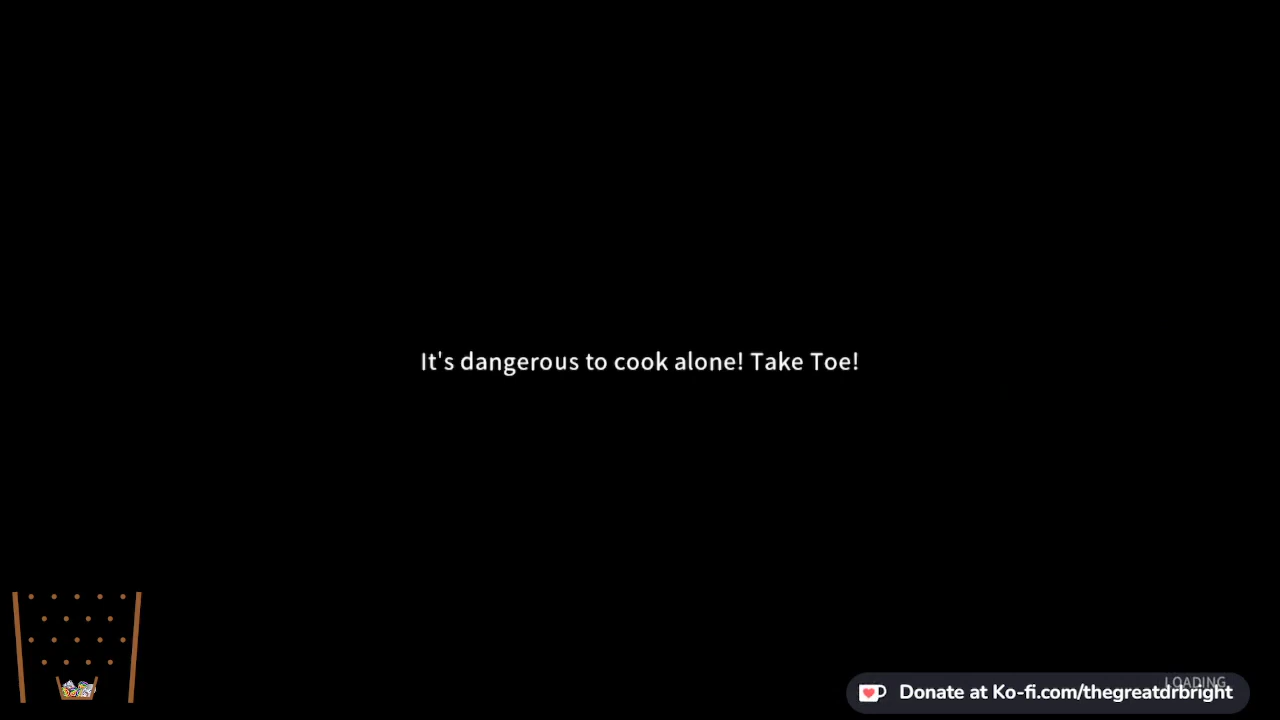 It's dangerous to cook alone! Take Toe!
LOADING
Donate at Ko-fi.com/thegreatdrbright